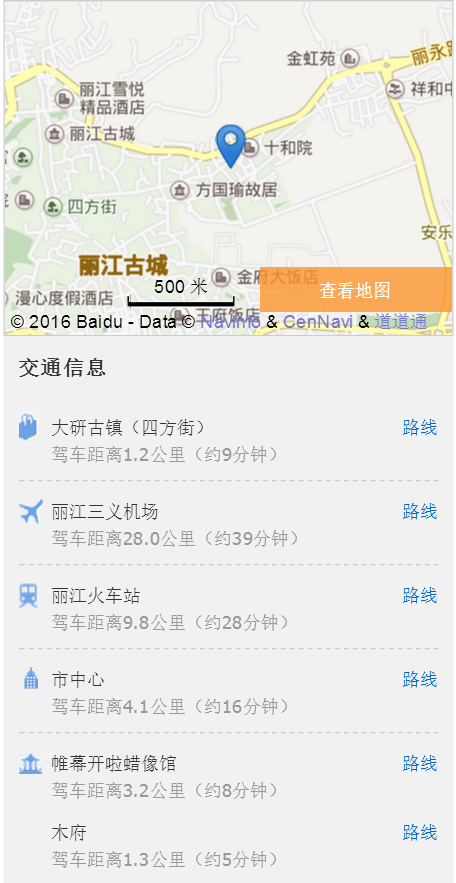 金虹苑
丽永路
祥和中
丽江雪悦
精品酒店
丽江古城
十和院
方国瑜故居
四方街
安乐
丽江古城
金府大饭店
500 米
查看地图
漫心度假酒店
王府饭店
© 2016 Baidu - Data © NavInfo & CenNavi & 道道通
交通信息
大研古镇（四方街） 路线
驾车距离1.2公里（约9分钟）
丽江三义机场 路线
驾车距离28.0公里（约39分钟）
丽江火车站 路线
驾车距离9.8公里（约28分钟）
市中心 路线
驾车距离4.1公里（约16分钟）
帷幕开啦蜡像馆 路线
驾车距离3.2公里（约8分钟）
木府 路线
驾车距离1.3公里（约5分钟）